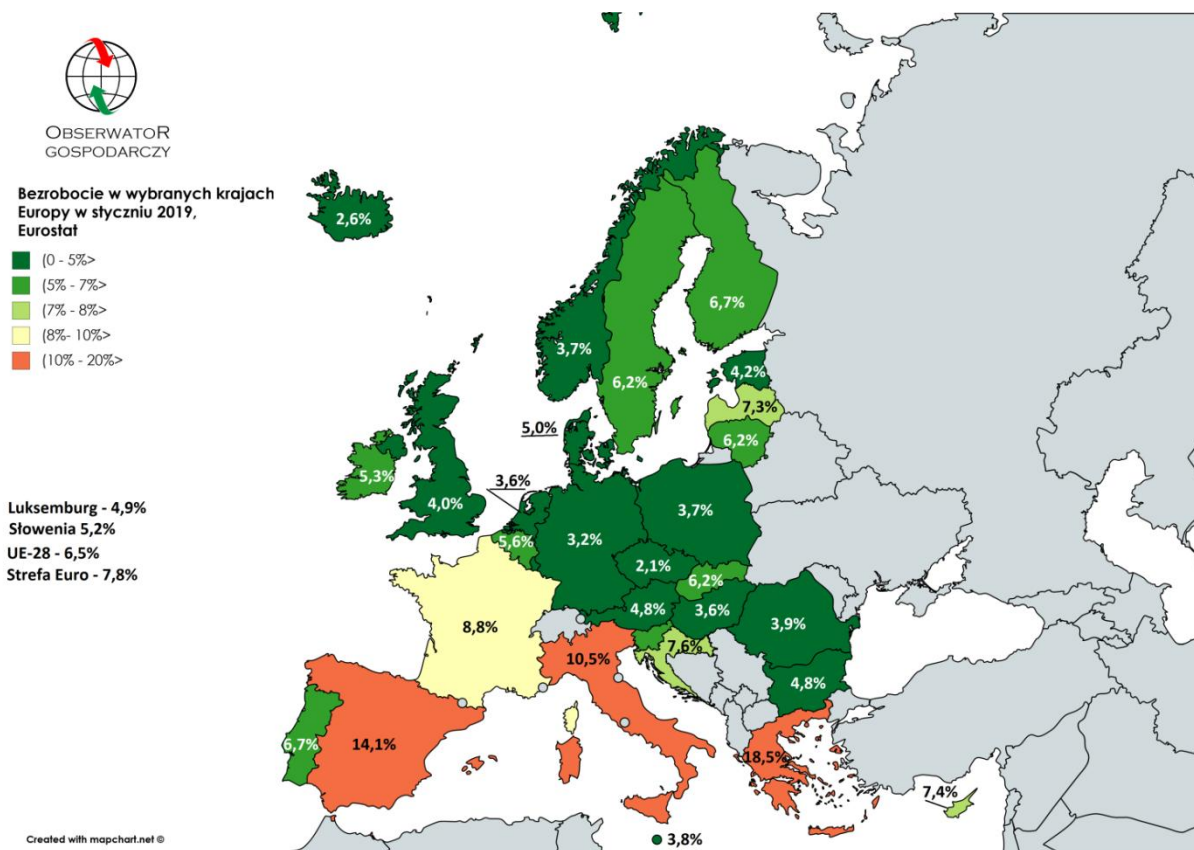 OBSERWATOR
GOSPODARCZY
Bezrobocie w wybranych krajach
Europy w styczniu 2019,
Eurostat
(0 - 5%>
(5% - 7%>
(7% - 8%>
(8%- 10%>
(10% - 20%>
2,6%
3,7%
6,2%
6,7%
4,2%
7,3%
6,2%
5,0%
5,3%
4,0%
3,6%
5,6%
3,2%
3,7%
2,1%
6,2%
4,8%
3,6%
3,9%
4,8%
8,8%
10,5%
7,6%
6,7%
14,1%
18,5%
7,4%
3,8%
Luksemburg - 4,9%
Słowenia 5,2%
UE-28 - 6,5%
Strefa Euro - 7,8%
Created with mapchart.net ©